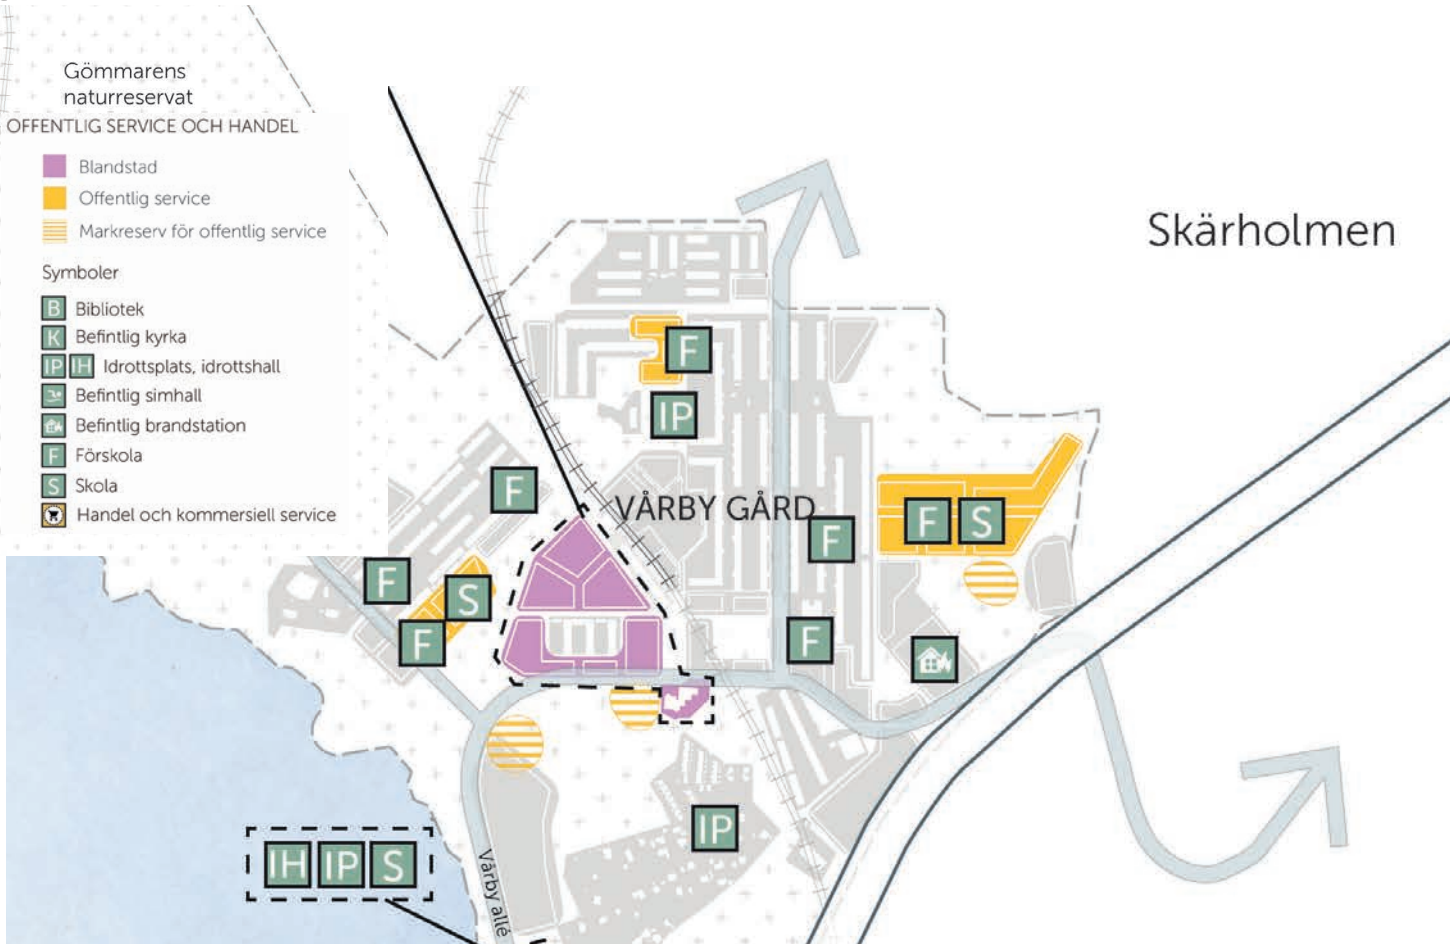 Gömmarens
naturreservat
OFFENTLIG SERVICE OCH HANDEL
Blandstad
Offentlig service
Markreserv för offentlig service
Symboler
B Bibliotek
K Befintlig kyrka
IP IH Idrottsplats, idrottshall
Befintlig simhall
Befintlig brandstation
F Förskola
S Skola
Handel och kommersiell service
Skärholmen
F
IP
F
VÅRBY GÅRD
F S
F
F
S
F
F
IP
IH IP S
Vårby allé